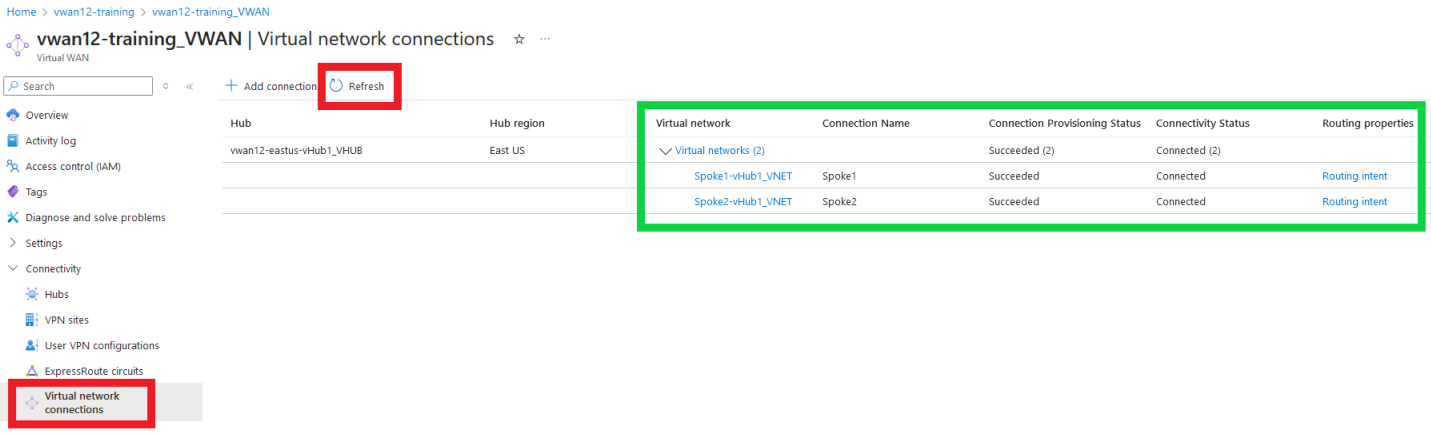 Home > vwan12-training > vwan12-training_VWAN
vwan12-training_VWAN | Virtual network connections ☆ ...
Virtual WAN
Search
Overview
Activity log
Access control (IAM)
Tags
Diagnose and solve problems
Settings
Connectivity
Hubs
VPN sites
User VPN configurations
ExpressRoute circuits
Virtual network
connections
+ Add connection Refresh
Hub Hub region Virtual network Connection Name Connection Provisioning Status Connectivity Status Routing properties
vwan12-eastus-vHub1_VHUB East US Virtual networks (2) Succeeded (2) Connected (2)
Spoke1-vHub1_VNET Spoke1 Succeeded Connected Routing intent
Spoke2-vHub1_VNET Spoke2 Succeeded Connected Routing intent